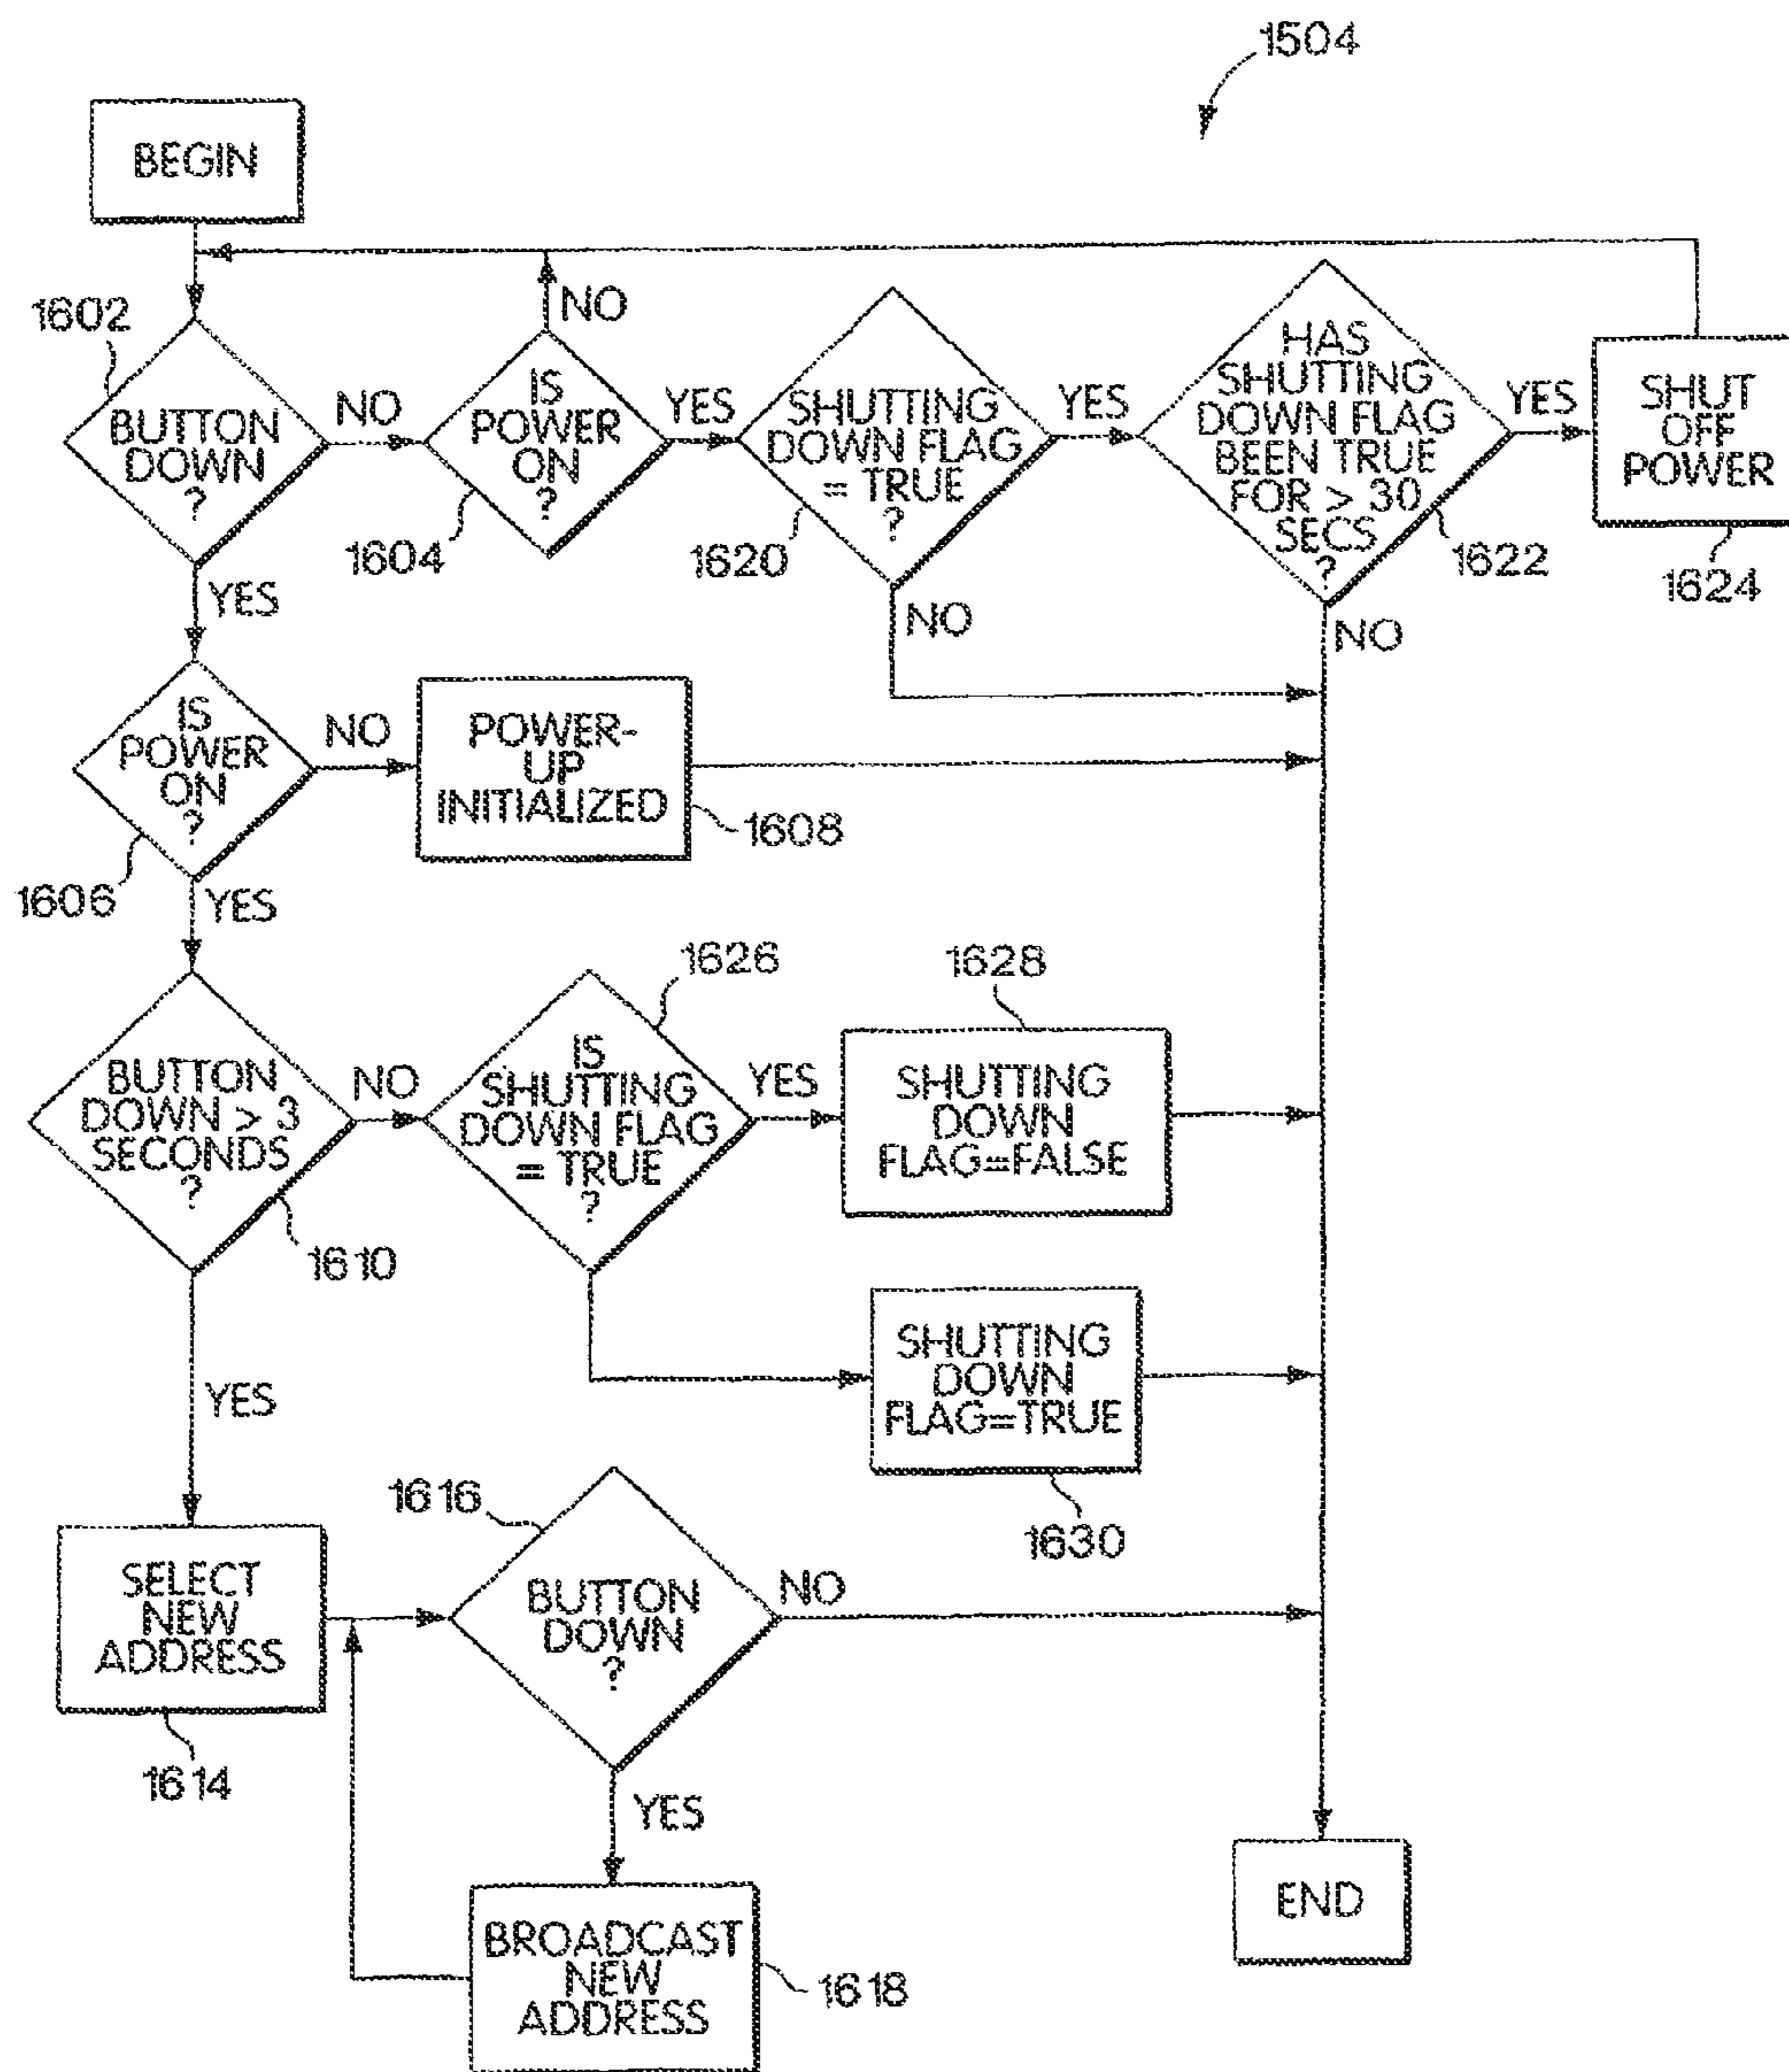 1504
BEGIN
1602
BUTTON
DOWN
?
NO
YES
IS
POWER
ON
?
1604
NO
YES
SHUTTING
DOWN FLAG
= TRUE
?
1620
YES
NO
HAS
SHUTTING
DOWN FLAG
BEEN TRUE
FOR > 30
SECS
?
1622
YES
NO
SHUT
OFF
POWER
1624
IS
POWER
ON
?
1606
NO
YES
POWER-
UP
INITIALIZED
1608
BUTTON
DOWN > 3
SECONDS
?
1610
NO
YES
1626
IS
SHUTTING
DOWN FLAG
= TRUE
?
YES
1628
SHUTTING
DOWN
FLAG=FALSE
SHUTTING
DOWN
FLAG=TRUE
1630
SELECT
NEW
ADDRESS
1614
1616
BUTTON
DOWN
?
NO
YES
BROADCAST
NEW
ADDRESS
1618
END